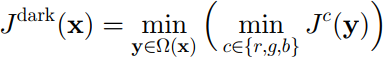 J^dark(x) = min_{y∈Ω(x)} ( min_{c∈{r,g,b}} J^c(y) )